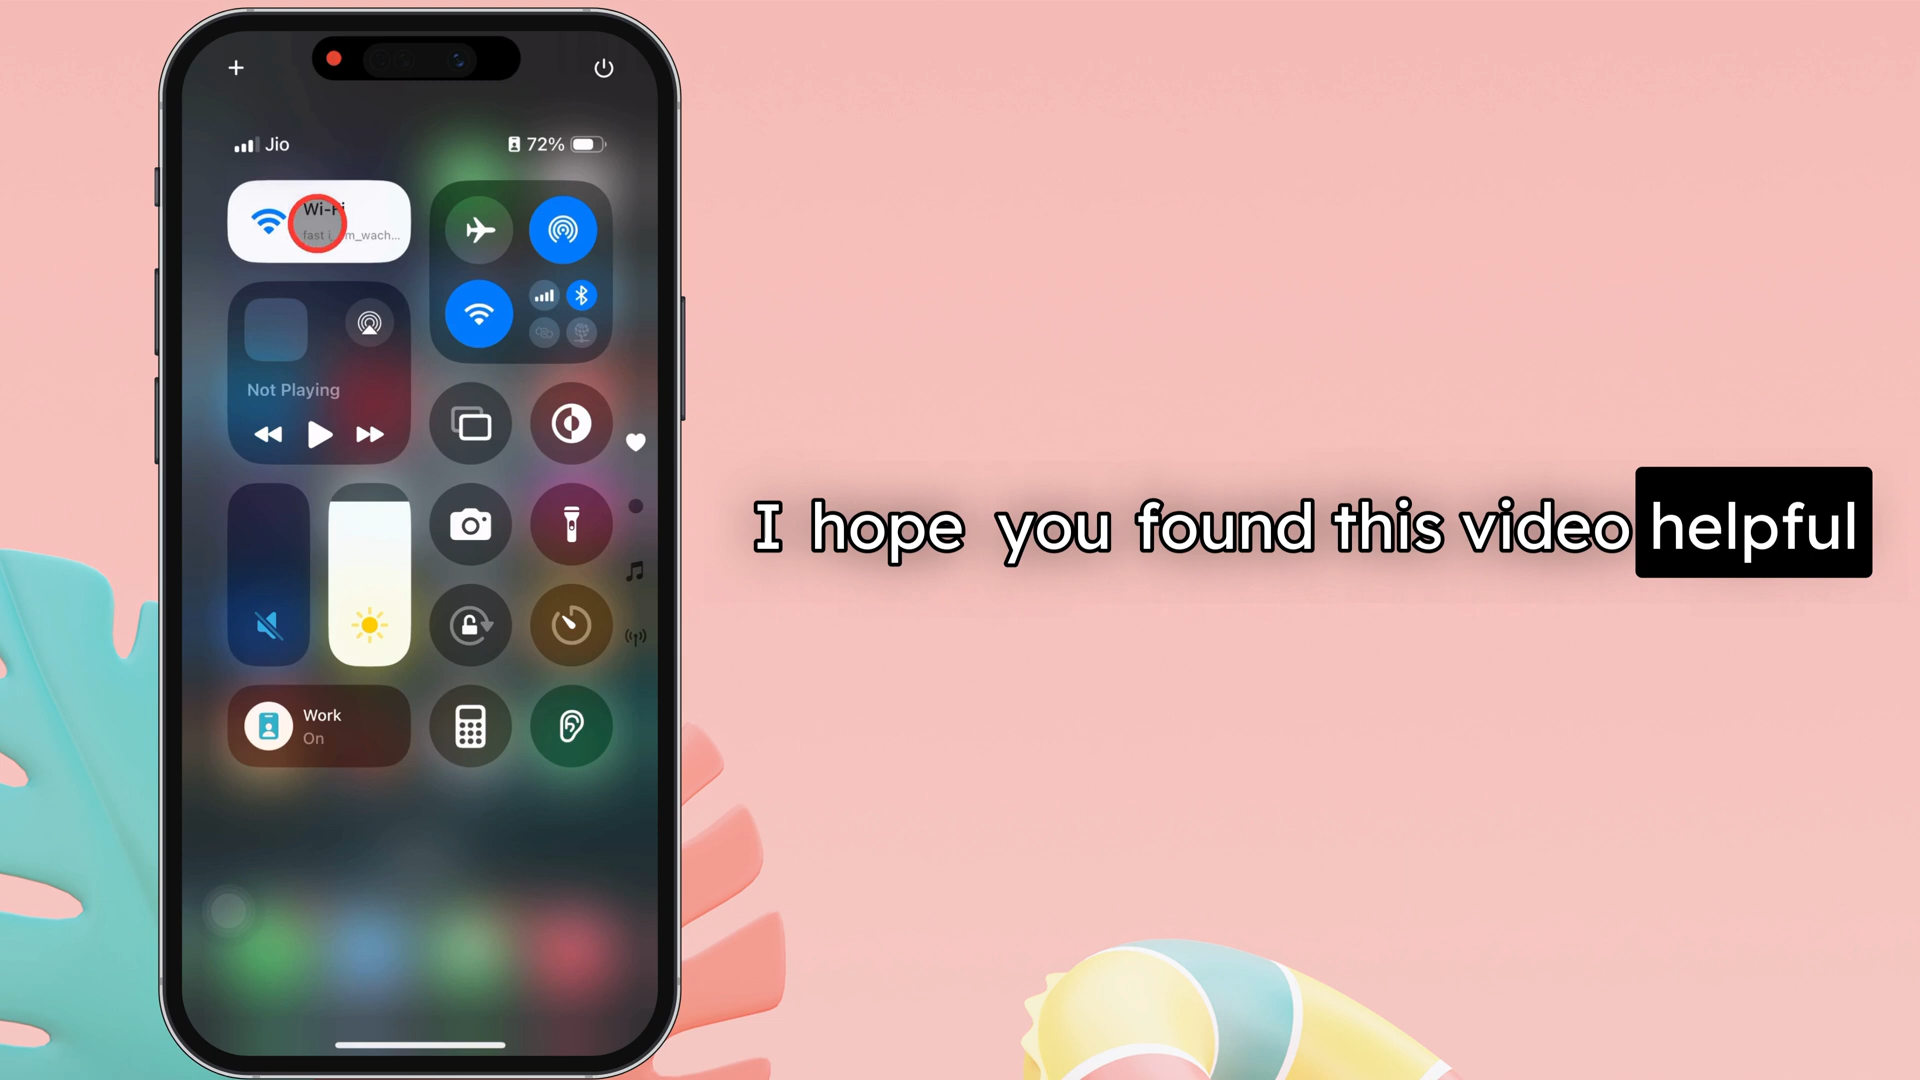 Jio
72%
Wi-Fi
Not Playing
Work
On
I hope you found this video helpful